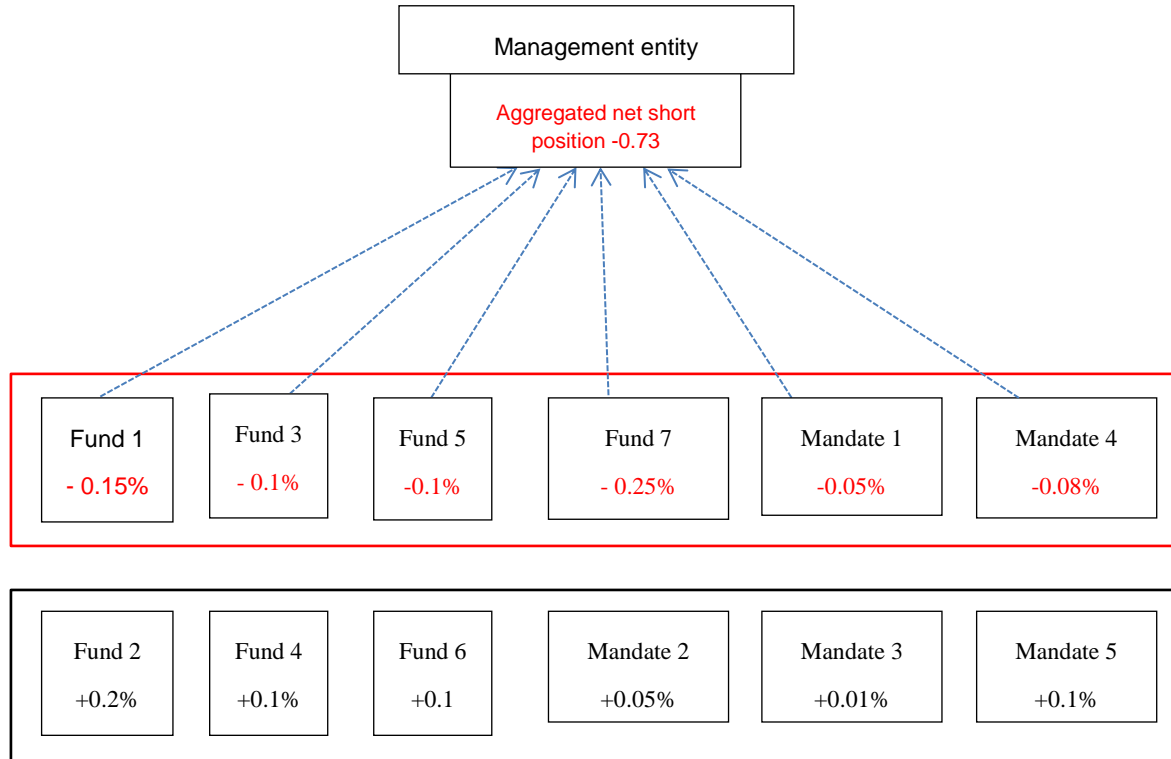 Management entity
Aggregated net short
position -0.73
Fund 1
- 0.15%
Fund 3
- 0.1%
Fund 5
-0.1%
Fund 7
- 0.25%
Mandate 1
-0.05%
Mandate 4
-0.08%
Fund 2
+0.2%
Fund 4
+0.1%
Fund 6
+0.1
Mandate 2
+0.05%
Mandate 3
+0.01%
Mandate 5
+0.1%